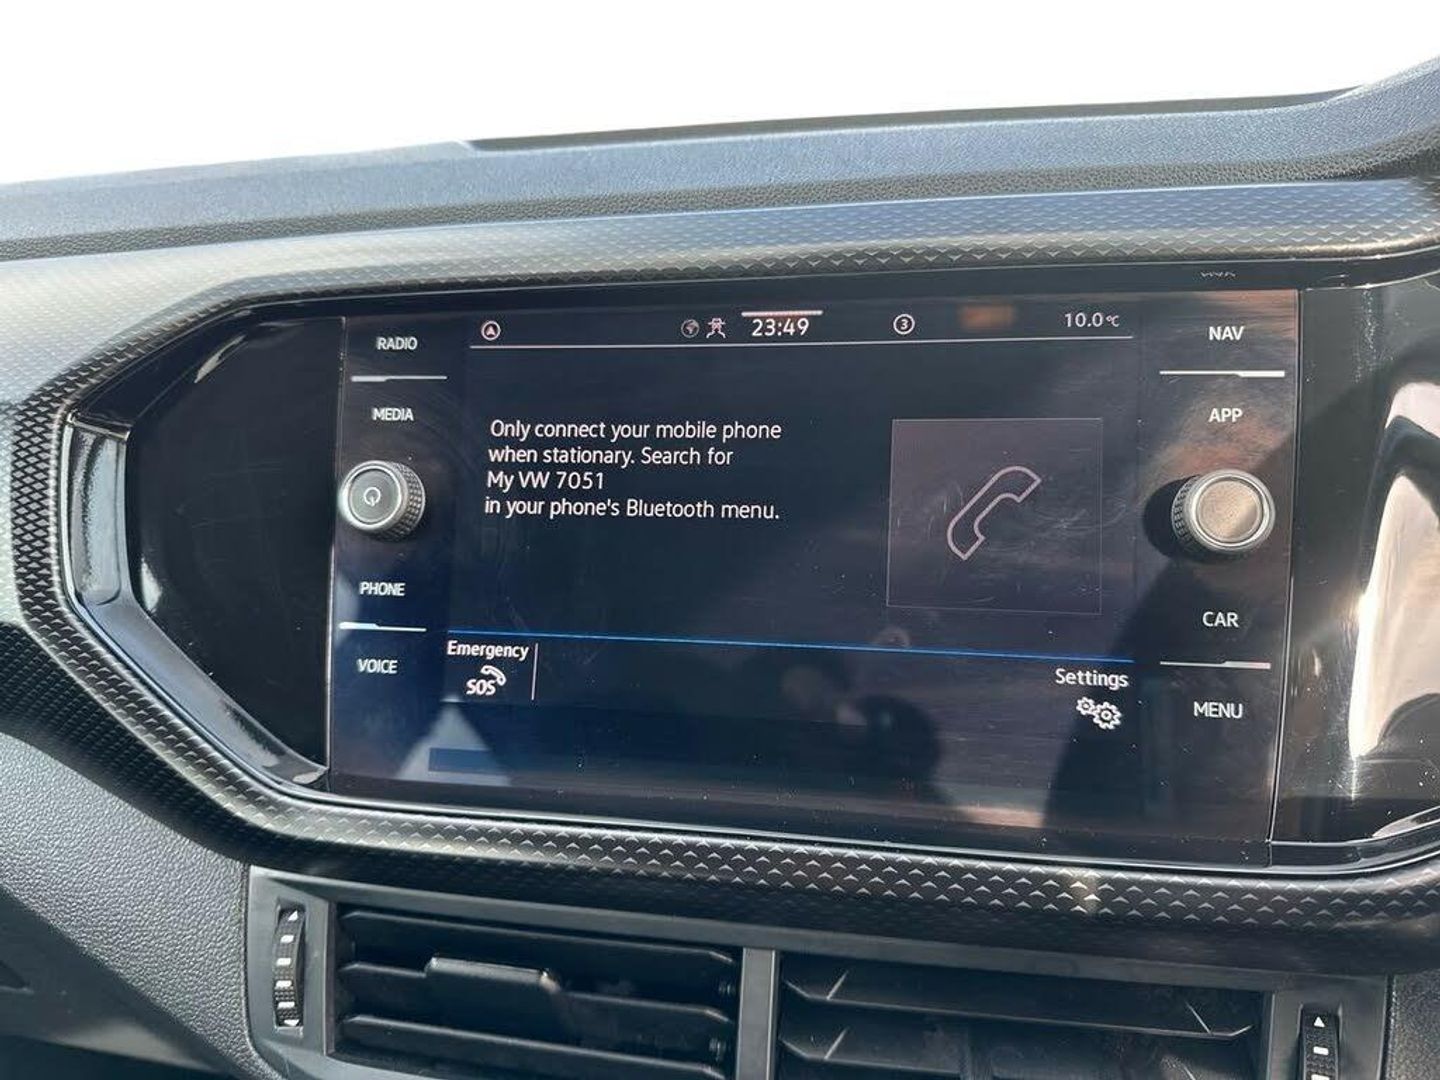 RADIO
23:49
3
10.0°C
NAV
MEDIA
APP
Only connect your mobile phone
when stationary. Search for
My VW 7051
in your phone's Bluetooth menu.
PHONE
CAR
VOICE
Emergency
SOS
Settings
MENU